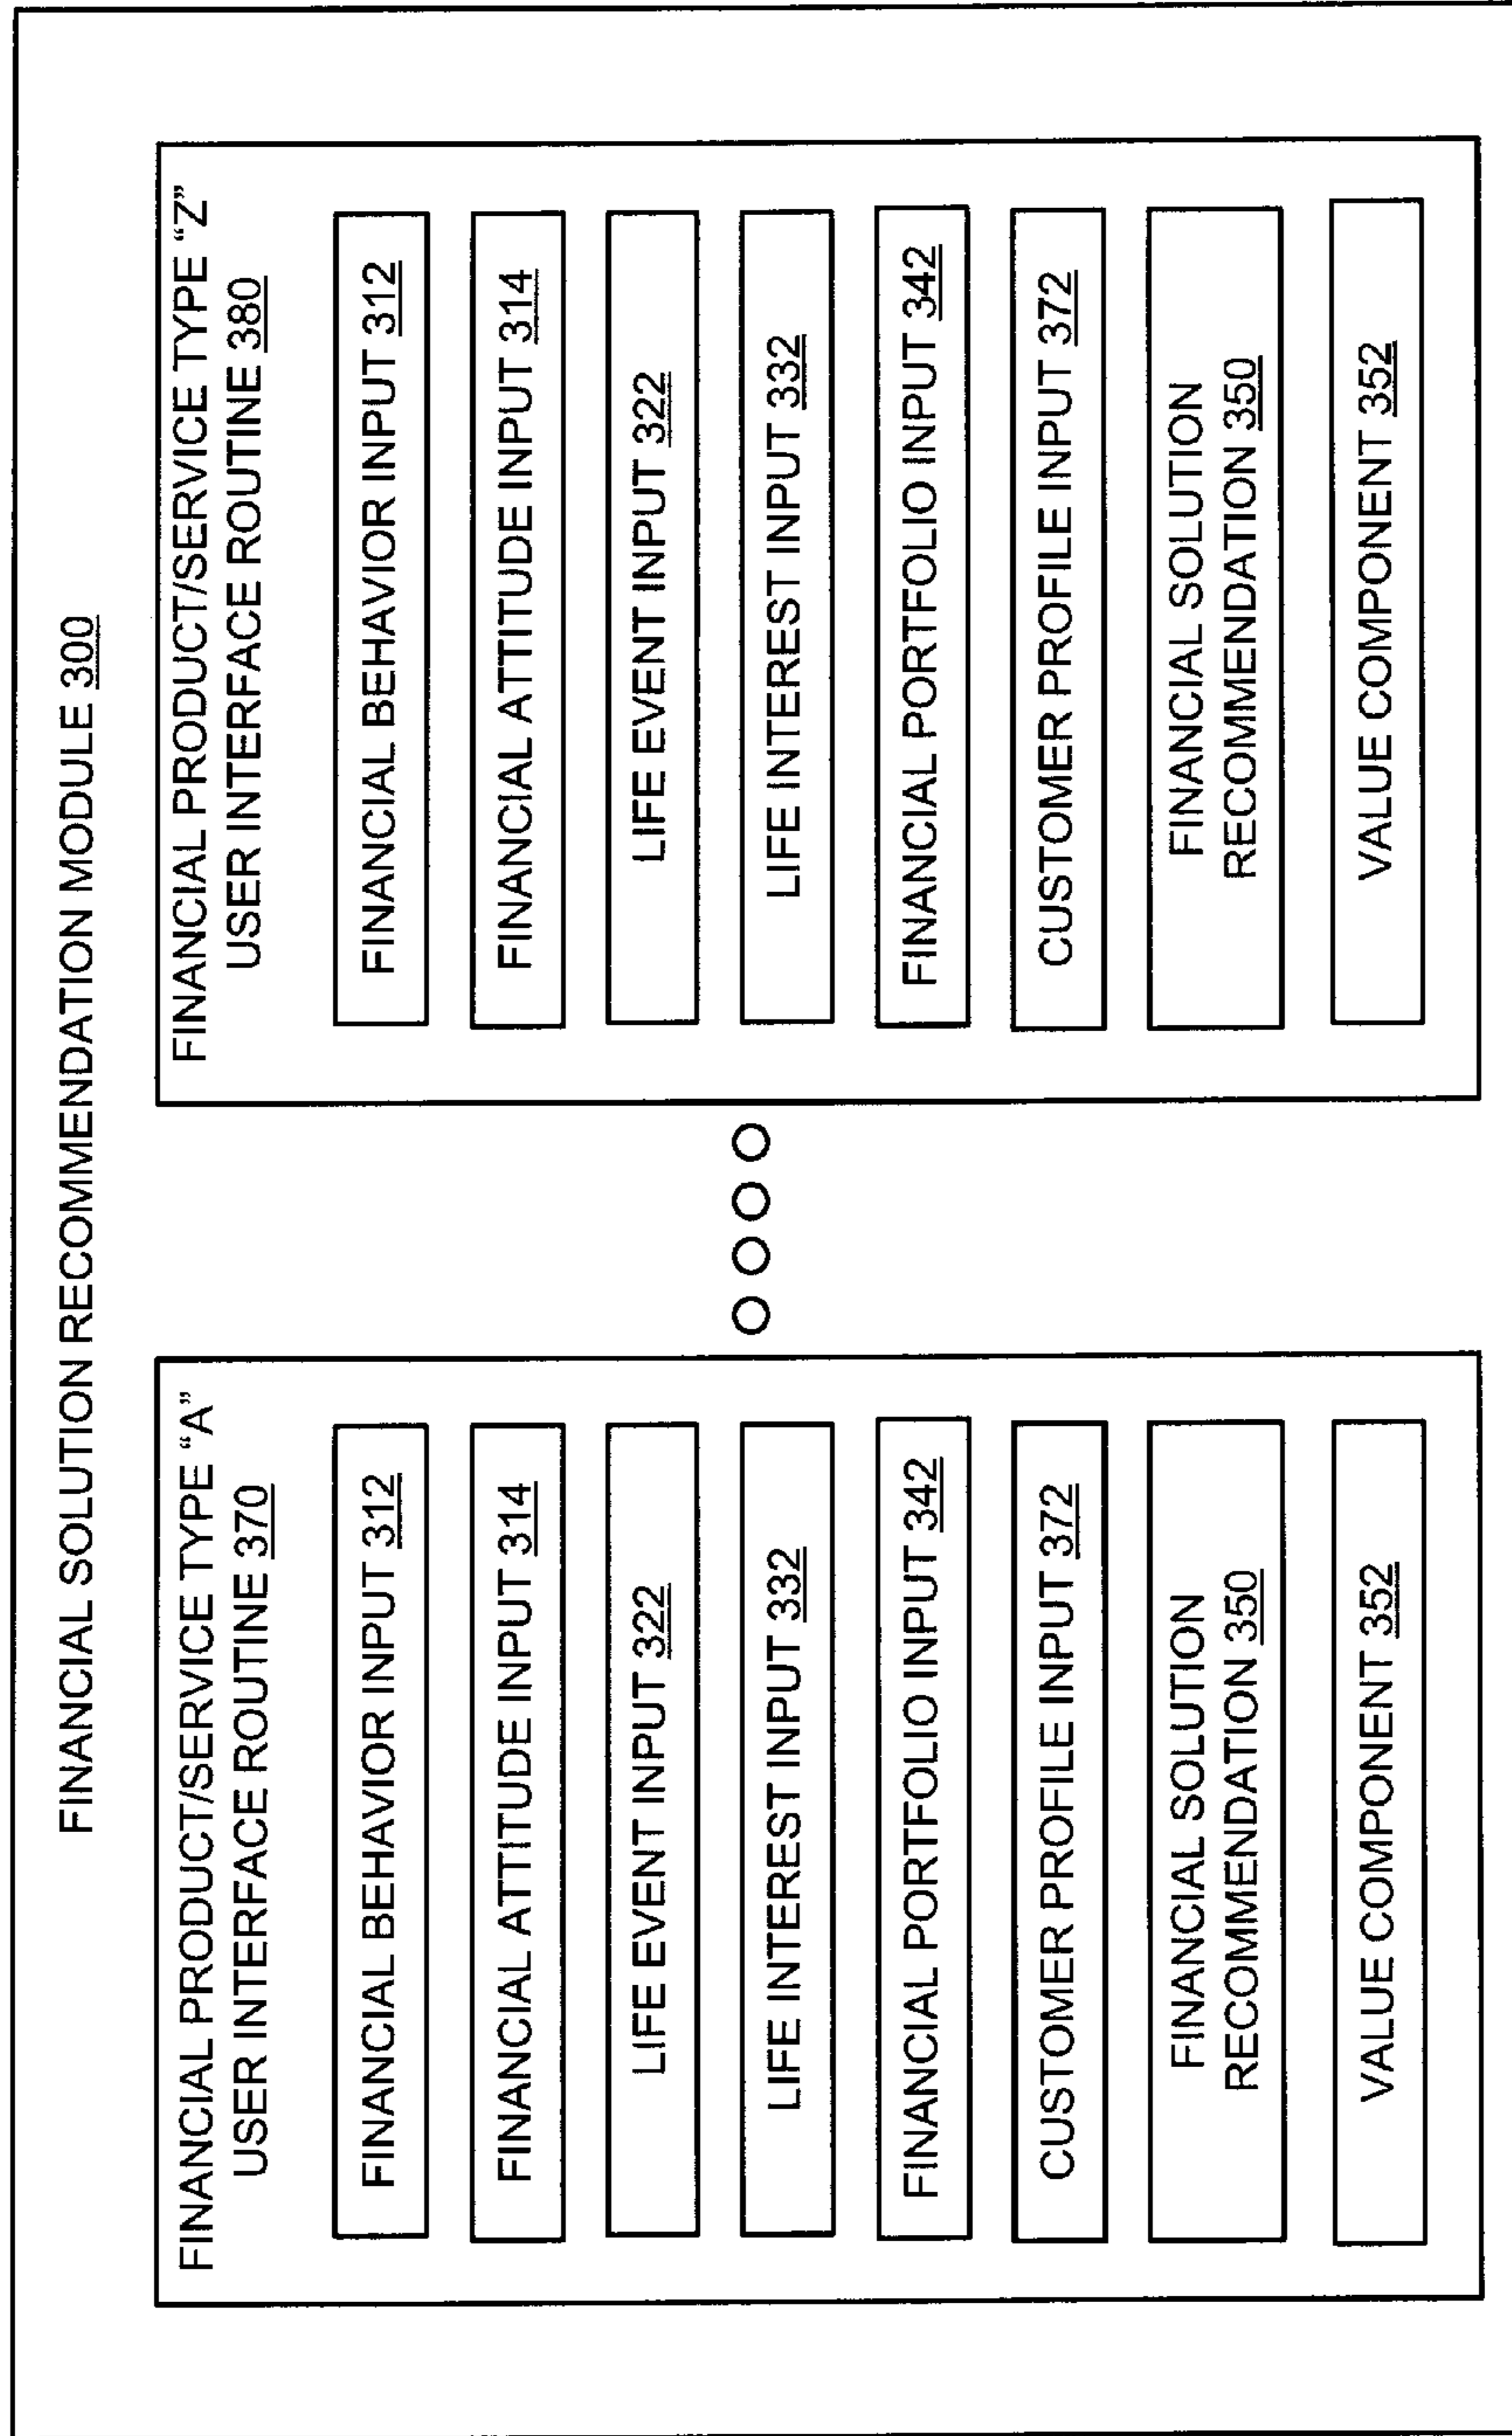 FINANCIAL SOLUTION RECOMMENDATION MODULE 300
FINANCIAL PRODUCT/SERVICE TYPE “A”
USER INTERFACE ROUTINE 370
FINANCIAL BEHAVIOR INPUT 312
FINANCIAL ATTITUDE INPUT 314
LIFE EVENT INPUT 322
LIFE INTEREST INPUT 332
FINANCIAL PORTFOLIO INPUT 342
CUSTOMER PROFILE INPUT 372
FINANCIAL SOLUTION
RECOMMENDATION 350
VALUE COMPONENT 352
FINANCIAL PRODUCT/SERVICE TYPE “Z”
USER INTERFACE ROUTINE 380
FINANCIAL BEHAVIOR INPUT 312
FINANCIAL ATTITUDE INPUT 314
LIFE EVENT INPUT 322
LIFE INTEREST INPUT 332
FINANCIAL PORTFOLIO INPUT 342
CUSTOMER PROFILE INPUT 372
FINANCIAL SOLUTION
RECOMMENDATION 350
VALUE COMPONENT 352